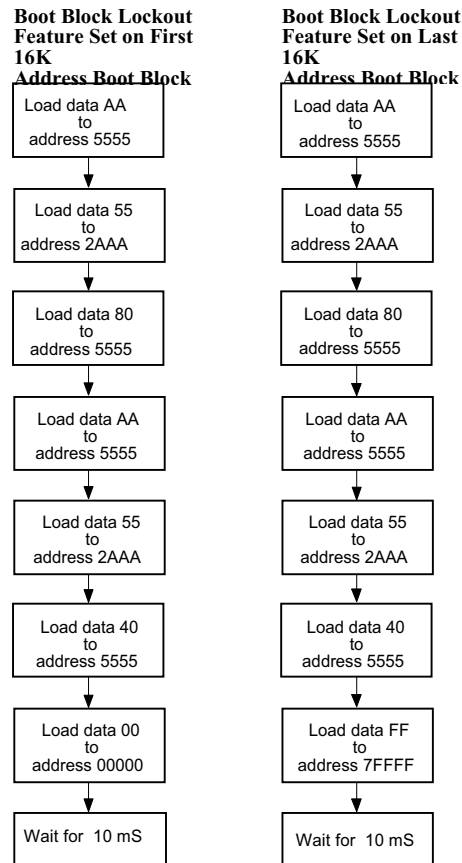 Boot Block Lockout
Feature Set on First
16K
Address Boot Block
Load data AA
to
address 5555
Load data 55
to
address 2AAA
Load data 80
to
address 5555
Load data AA
to
address 5555
Load data 55
to
address 2AAA
Load data 40
to
address 5555
Load data 00
to
address 00000
Wait for 10 mS
Boot Block Lockout
Feature Set on Last
16K
Address Boot Block
Load data AA
to
address 5555
Load data 55
to
address 2AAA
Load data 80
to
address 5555
Load data AA
to
address 5555
Load data 55
to
address 2AAA
Load data 40
to
address 5555
Load data FF
to
address 7FFFF
Wait for 10 mS